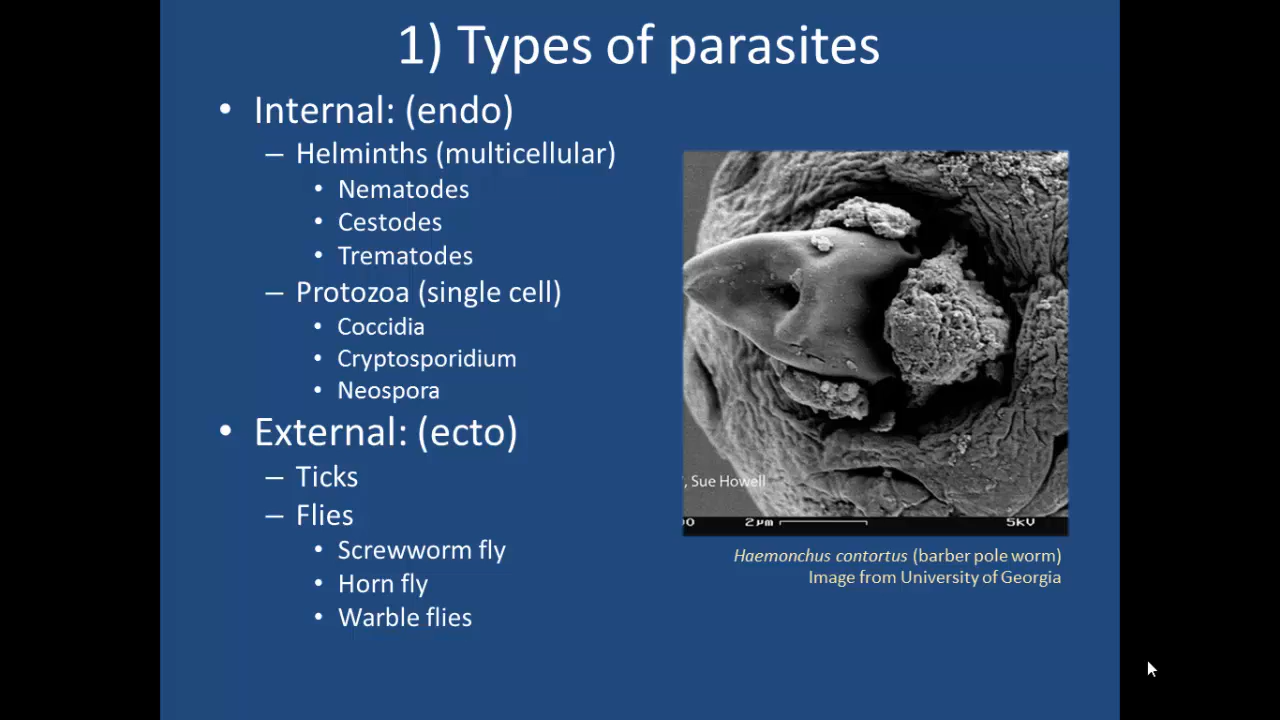 1) Types of parasites
• Internal: (endo)
– Helminths (multicellular)
• Nematodes
• Cestodes
• Trematodes
– Protozoa (single cell)
• Coccidia
• Cryptosporidium
• Neospora
• External: (ecto)
– Ticks
– Flies
• Screwworm fly
• Horn fly
• Warble flies
, Sue Howell
0 2µm 5kV
Haemonchus contortus (barber pole worm)
Image from University of Georgia